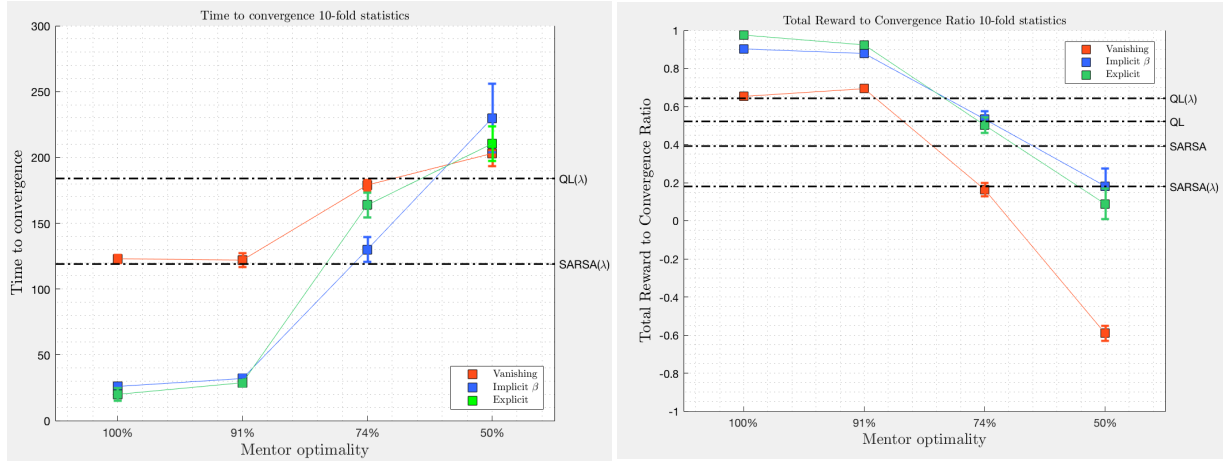 Time to convergence 10-fold statistics
300
250
200
150
100
50
0
Time to convergence
QL(λ)
SARSA(λ)
Vanishing
Implicit β
Explicit
100%
91%
74%
50%
Mentor optimality
Total Reward to Convergence Ratio 10-fold statistics
1
0.8
0.6
0.4
0.2
0
-0.2
-0.4
-0.6
-0.8
-1
Total Reward to Convergence Ratio
Vanishing
Implicit β
Explicit
QL(λ)
QL
SARSA
SARSA(λ)
100%
91%
74%
50%
Mentor optimality